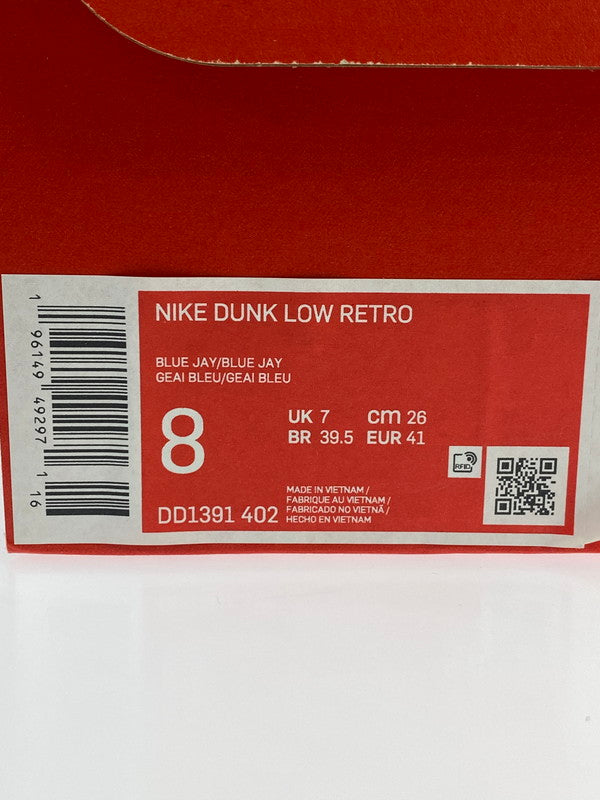 NIKE DUNK LOW RETRO
BLUE JAY/BLUE JAY
GEAI BLEU/GEAI BLEU
8
UK 7 cm 26
BR 39.5 EUR 41
DD1391 402
MADE IN VIETNAM /
FABRIQUE AU VIETNAM /
FABRICADO NO VIETNÃ /
HECHO EN VIETNAM
RFID
1 96149 49297 1 16